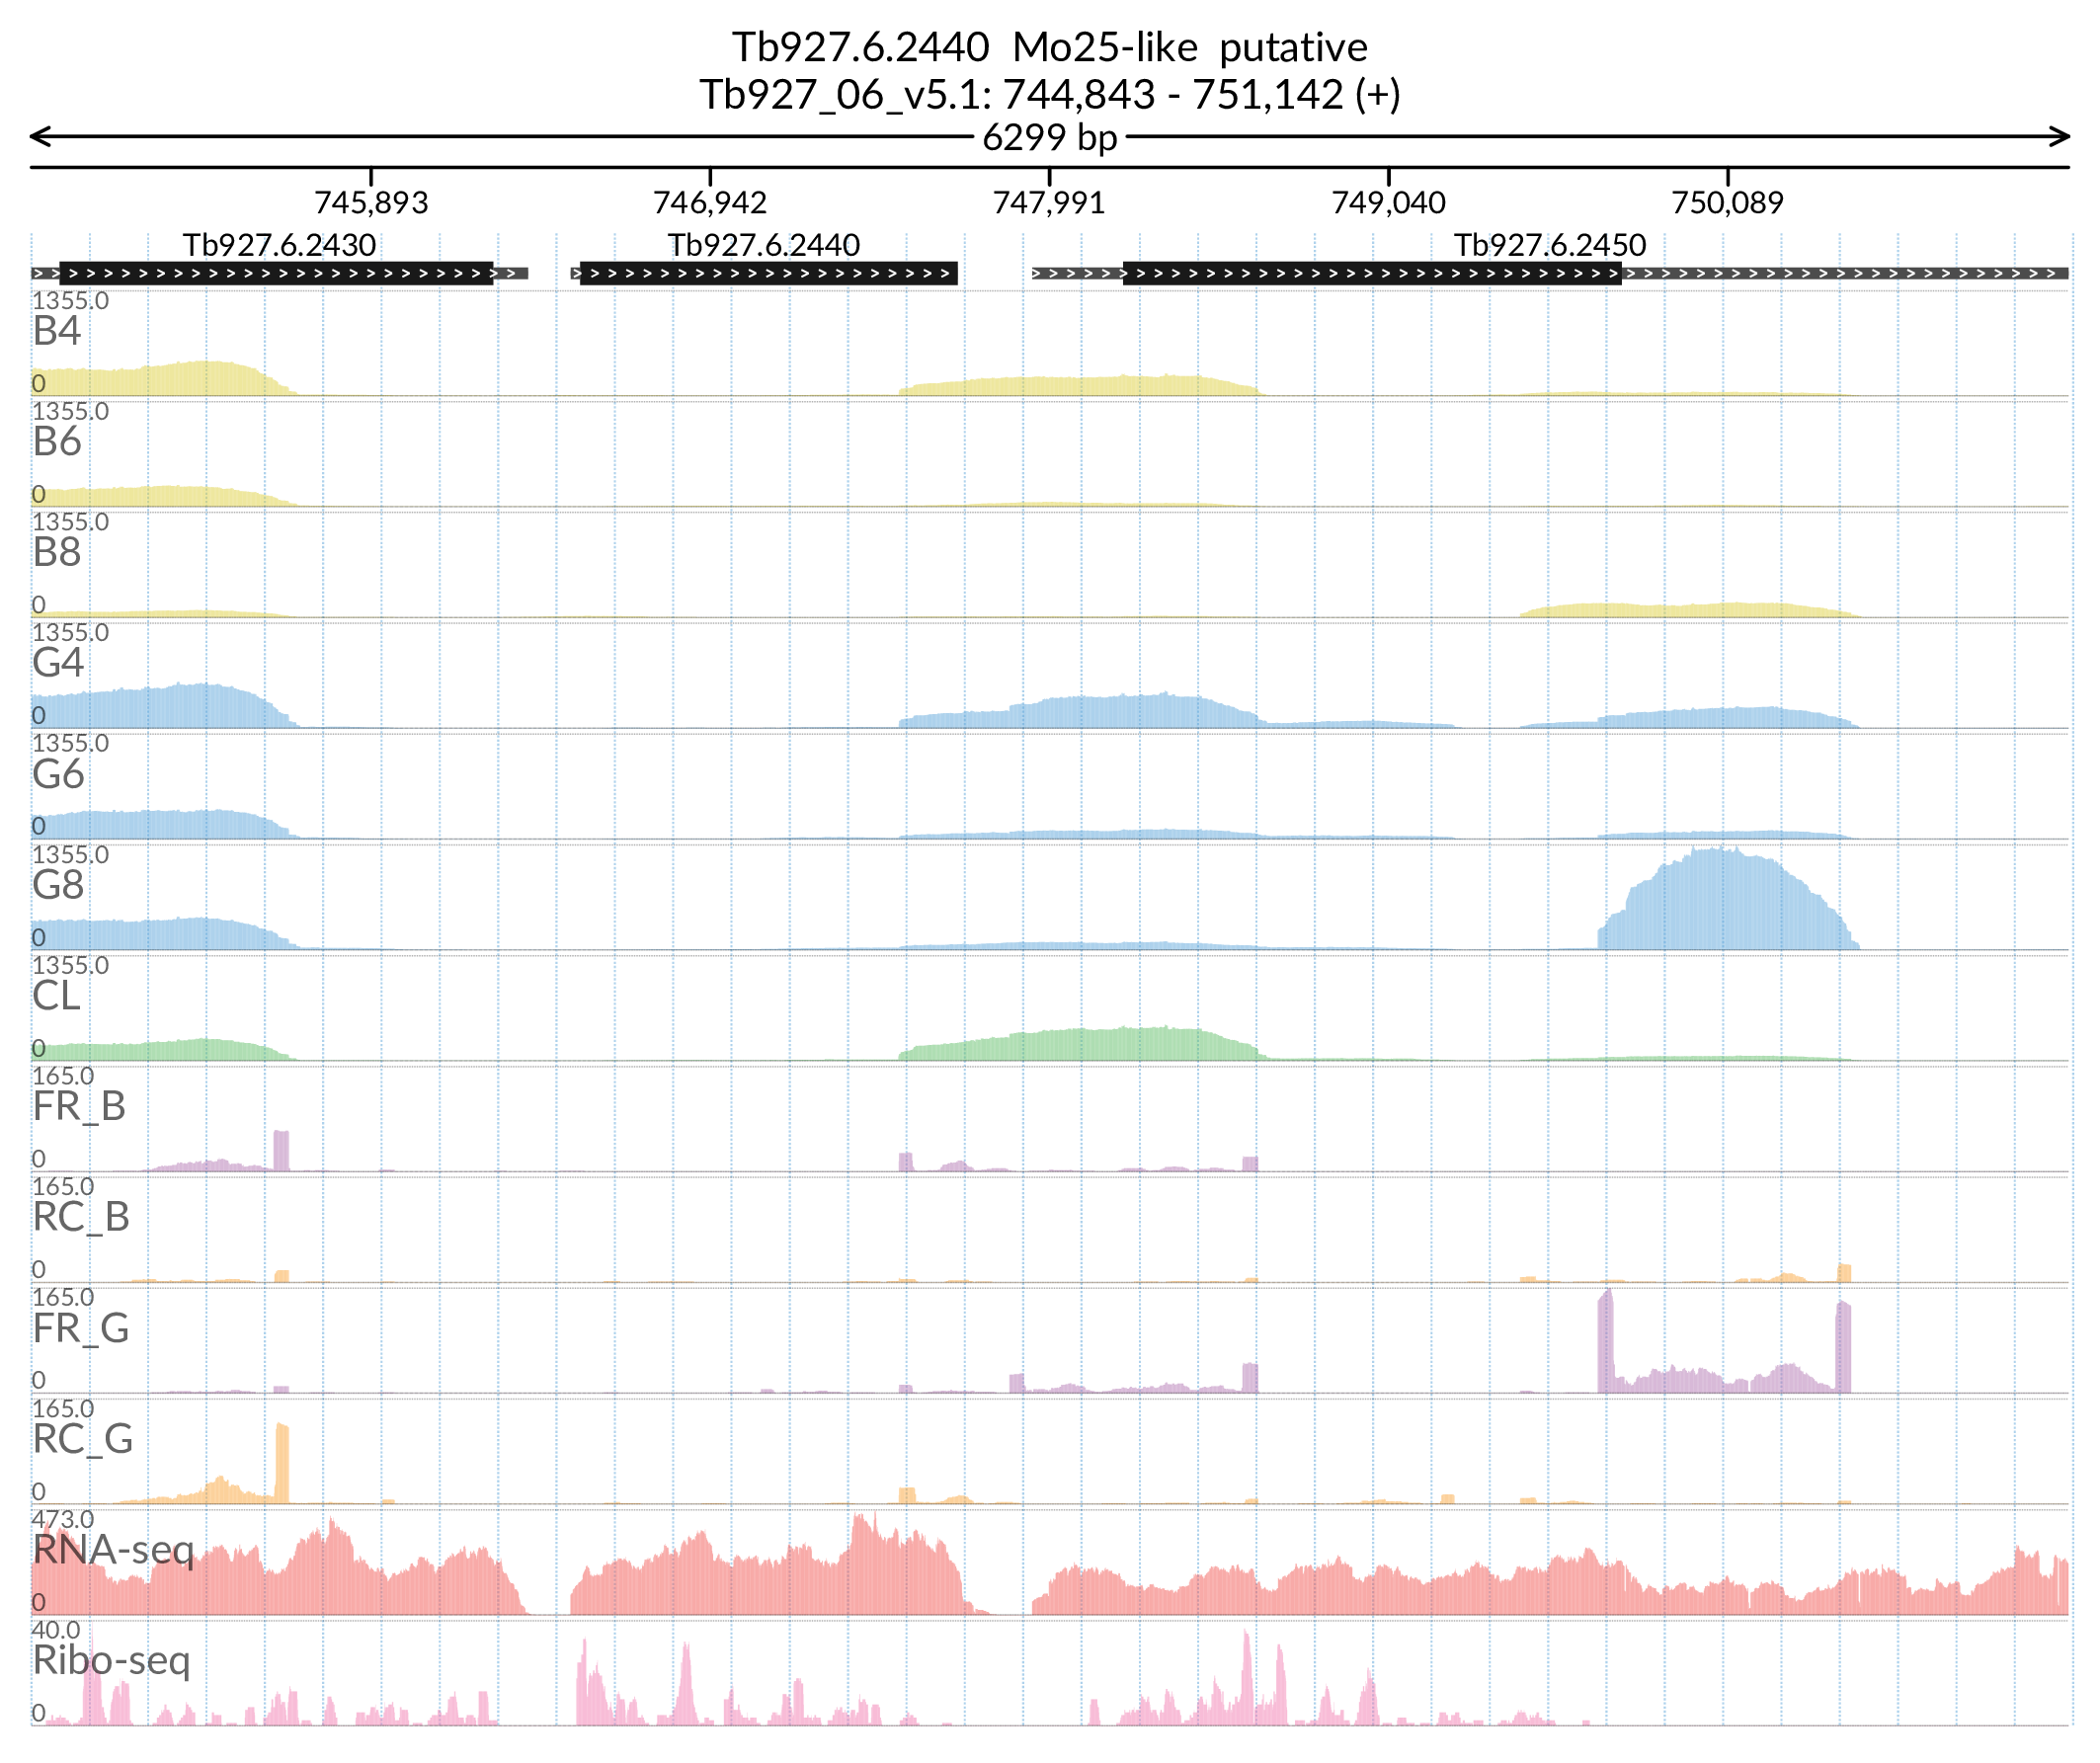 Tb927.6.2440 Mo25-like putative
Tb927_06_v5.1: 744,843 - 751,142 (+)
6299 bp
745,893 746,942 747,991 749,040 750,089
Tb927.6.2430 Tb927.6.2440 Tb927.6.2450
1355.0
B4
0
1355.0
B6
0
1355.0
B8
0
1355.0
G4
0
1355.0
G6
0
1355.0
G8
0
1355.0
CL
0
165.0
FR_B
0
165.0
RC_B
0
165.0
FR_G
0
165.0
RC_G
0
473.0
RNA-seq
0
40.0
Ribo-seq
0